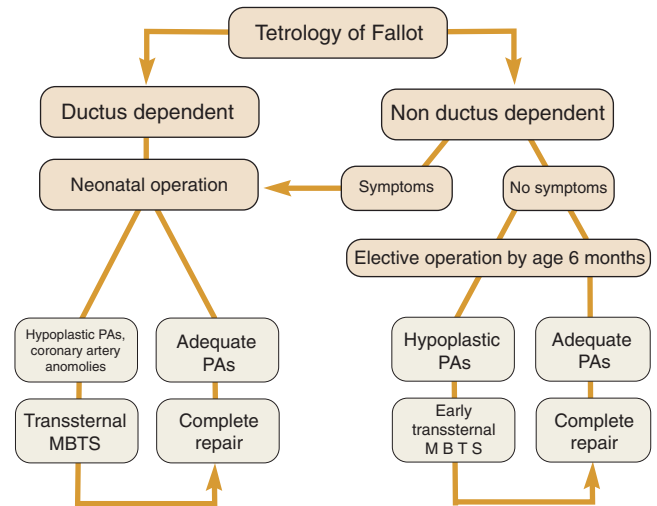 Tetrology of Fallot
Ductus dependent
Non ductus dependent
Neonatal operation
Symptoms
No symptoms
Elective operation by age 6 months
Hypoplastic PAs,
coronary artery
anomolies
Adequate
PAs
Hypoplastic
PAs
Adequate
PAs
Transsternal
MBTS
Complete
repair
Early
transsternal
M B T S
Complete
repair